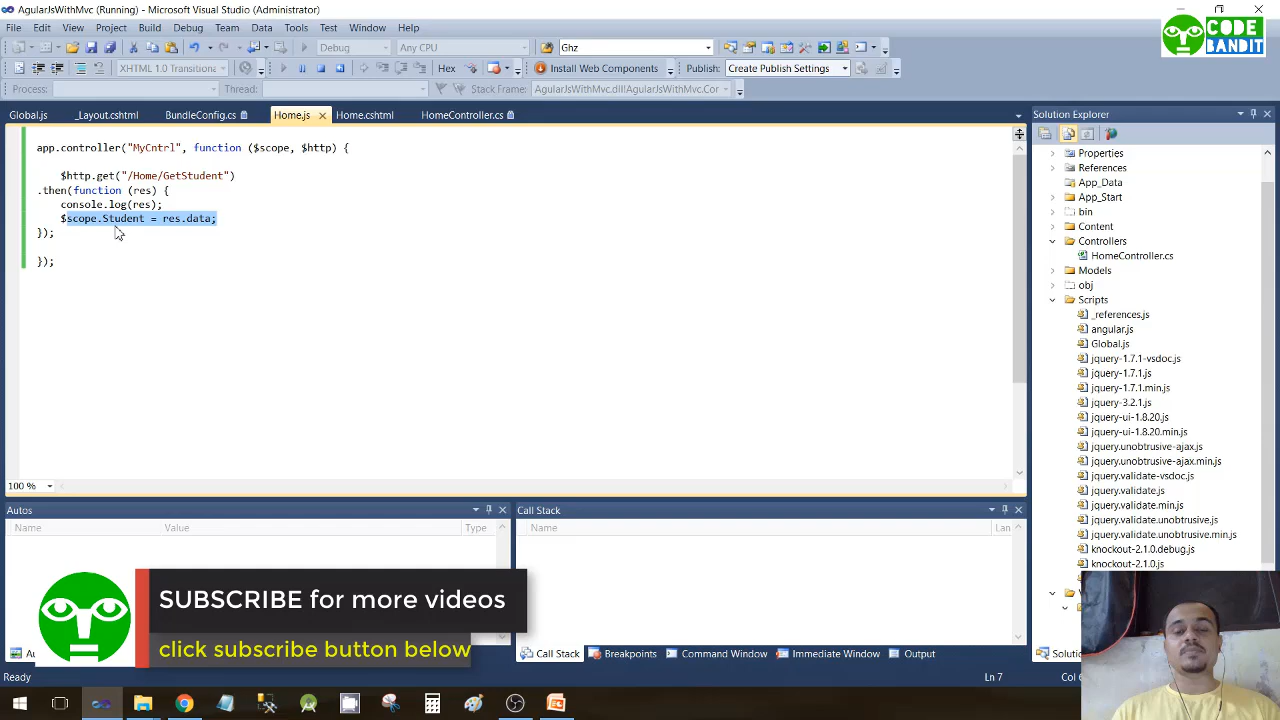 AgularJsWithMvc (Running) - Microsoft Visual Studio (Administrator)
CODE
BANDIT
File Edit View Project Build Debug Team Data Tools Test Window Help
Debug Any CPU Ghz
XHTML 1.0 Transitiona Hex Install Web Components Publish: Create Publish Settings
Process: Thread: Stack Frame: AgularJsWithMvc.dll!AgularJsWithMvc.Cor
Global.js _Layout.cshtml BundleConfig.cs Home.js Home.cshtml HomeController.cs
app.controller("MyCntrl", function ($scope, $http) {
$http.get("/Home/GetStudent")
.then(function (res) {
console.log(res);
$scope.Student = res.data;
});
});
100 %
Solution Explorer
Properties
References
App_Data
App_Start
bin
Content
Controllers
HomeController.cs
Models
obj
Scripts
_references.js
angular.js
Global.js
jquery-1.7.1-vsdoc.js
jquery-1.7.1.js
jquery-1.7.1.min.js
jquery-3.2.1.js
jquery-ui-1.8.20.js
jquery-ui-1.8.20.min.js
jquery.unobtrusive-ajax.js
jquery.unobtrusive-ajax.min.js
jquery.validate-vsdoc.js
jquery.validate.js
jquery.validate.min.js
jquery.validate.unobtrusive.js
jquery.validate.unobtrusive.min.js
knockout-2.1.0.debug.js
knockout-2.1.0.js
Autos
Name Value Type
Call Stack
Name Lan
SUBSCRIBE for more videos
click subscribe button below
Call Stack Breakpoints Command Window Immediate Window Output
Ready Ln 7